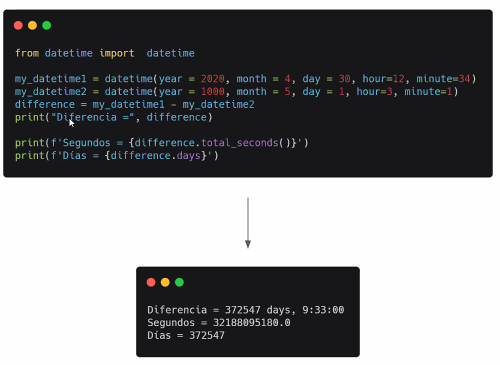 from datetime import  datetime
my_datetime1 = datetime(year = 2020, month = 4, day = 30, hour=12, minute=34)
my_datetime2 = datetime(year = 1000, month = 5, day = 1, hour=3, minute=1)
difference = my_datetime1 - my_datetime2
print("Diferencia =", difference)
print(f'Segundos = {difference.total_seconds()}')
print(f'Días = {difference.days}')
Diferencia = 372547 days, 9:33:00
Segundos = 32188095180.0
Días = 372547